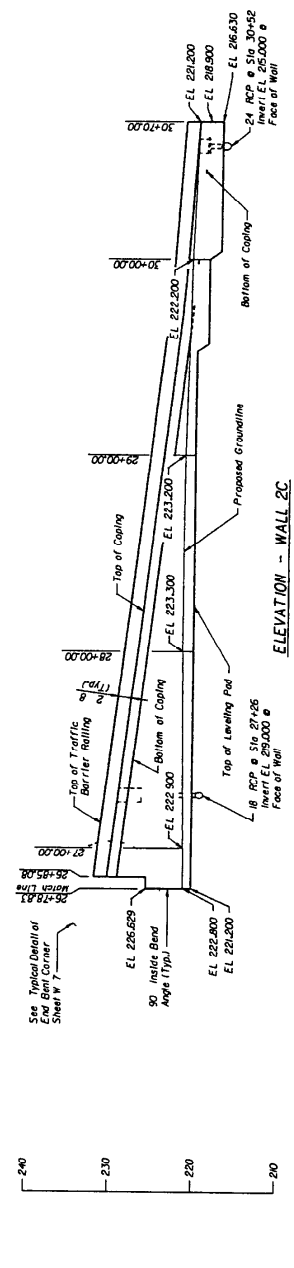 240
230
220
210
See Typical Detail of
End Bent Corner
Sheet W 7
26+78.83
Match Line
26+85.08
27+00.00
28+00.00
29+00.00
30+00.00
30+70.00
Top of Traffic
Barrier Railing
2
8
(Typ.)
Top of Coping
Bottom of Coping
EL 226.629
90 Inside Bend
Angle (Typ.)
EL 222.800
EL 221.200
EL 222.900
EL 223.300
EL 223.200
EL 222.200
EL 221.200
EL 218.900
EL 216.630
18 RCP @ Sta 27+26
Invert EL 219.000 @
Face of Wall
Top of Leveling Pad
Proposed Groundline
Bottom of Coping
24 RCP @ Sta 30+52
Invert EL 215.000 @
Face of Wall
ELEVATION - WALL 2C